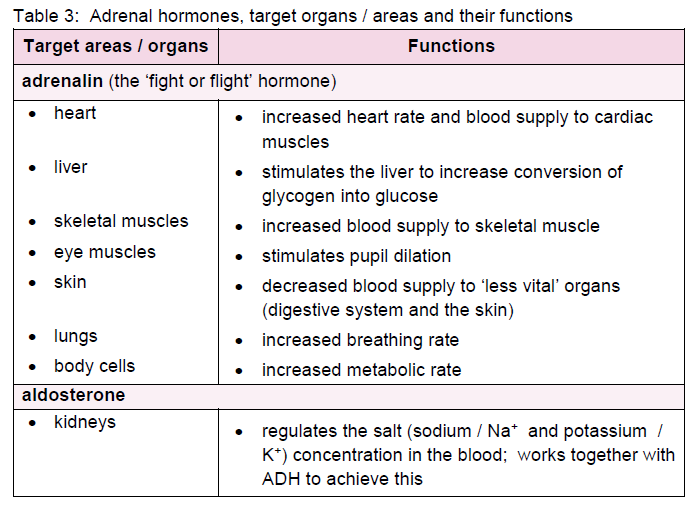 Table 3: Adrenal hormones, target organs / areas and their functions
Target areas / organs
Functions
adrenalin (the ‘fight or flight’ hormone)
• heart
• increased heart rate and blood supply to cardiac
muscles
• liver
• stimulates the liver to increase conversion of
glycogen into glucose
• skeletal muscles
• increased blood supply to skeletal muscle
• eye muscles
• stimulates pupil dilation
• skin
• decreased blood supply to ‘less vital’ organs
(digestive system and the skin)
• lungs
• increased breathing rate
• body cells
• increased metabolic rate
aldosterone
• kidneys
• regulates the salt (sodium / Na⁺ and potassium /
K⁺) concentration in the blood; works together with
ADH to achieve this